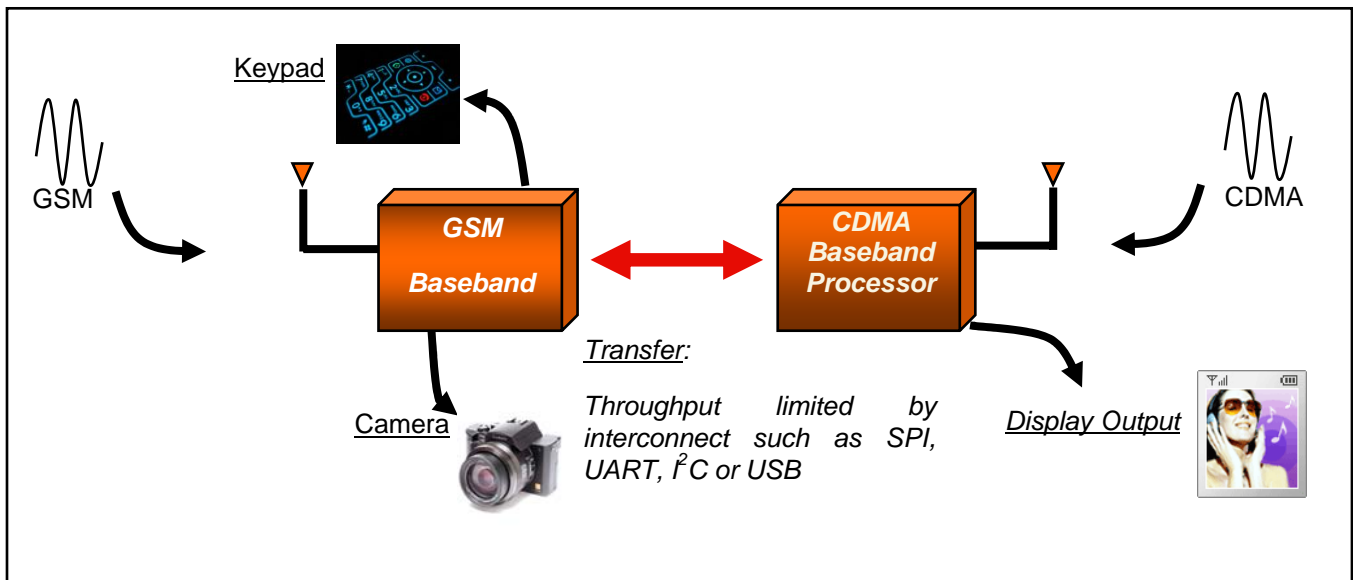 Keypad
GSM
CDMA
GSM
Baseband
CDMA
Baseband
Processor
Transfer:
Throughput limited by
interconnect such as SPI,
UART, I²C or USB
Camera
Display Output